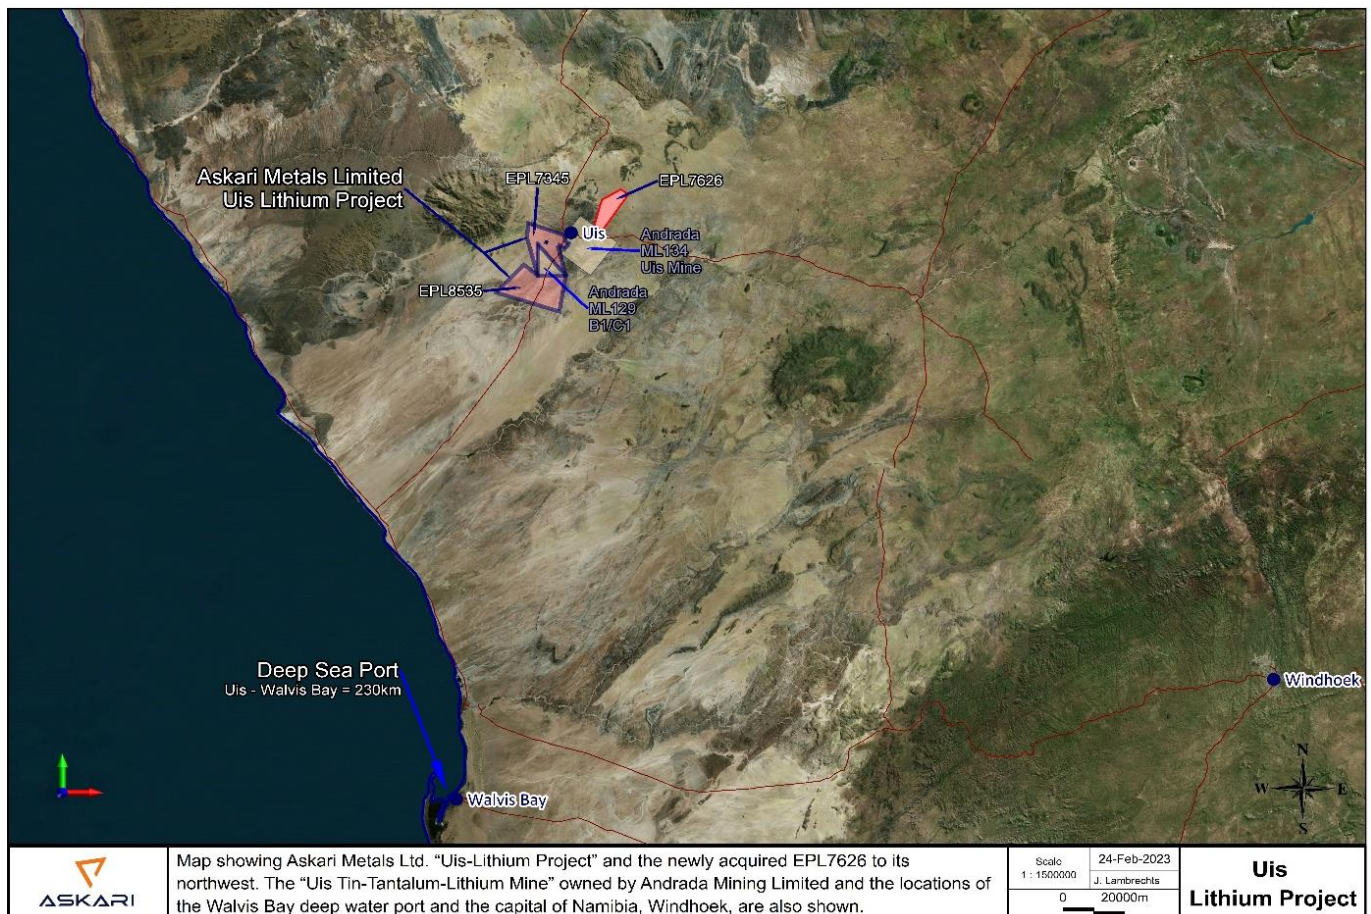 Askari Metals Limited
Uis Lithium Project
EPL7345
EPL7626
Uis
Andrada
ML134
Uis Mine
EPL8535
Andrada
ML129
B1/C1
Deep Sea Port
Uis - Walvis Bay = 230km
Windhoek
Walvis Bay
N
W
E
S
ASKARI
Map showing Askari Metals Ltd. “Uis-Lithium Project” and the newly acquired EPL7626 to its
northwest. The “Uis Tin-Tantalum-Lithium Mine” owned by Andrada Mining Limited and the locations of
the Walvis Bay deep water port and the capital of Namibia, Windhoek, are also shown.
Scale
1 : 1500000
24-Feb-2023
J. Lambrechts
0 20000m
Uis
Lithium Project